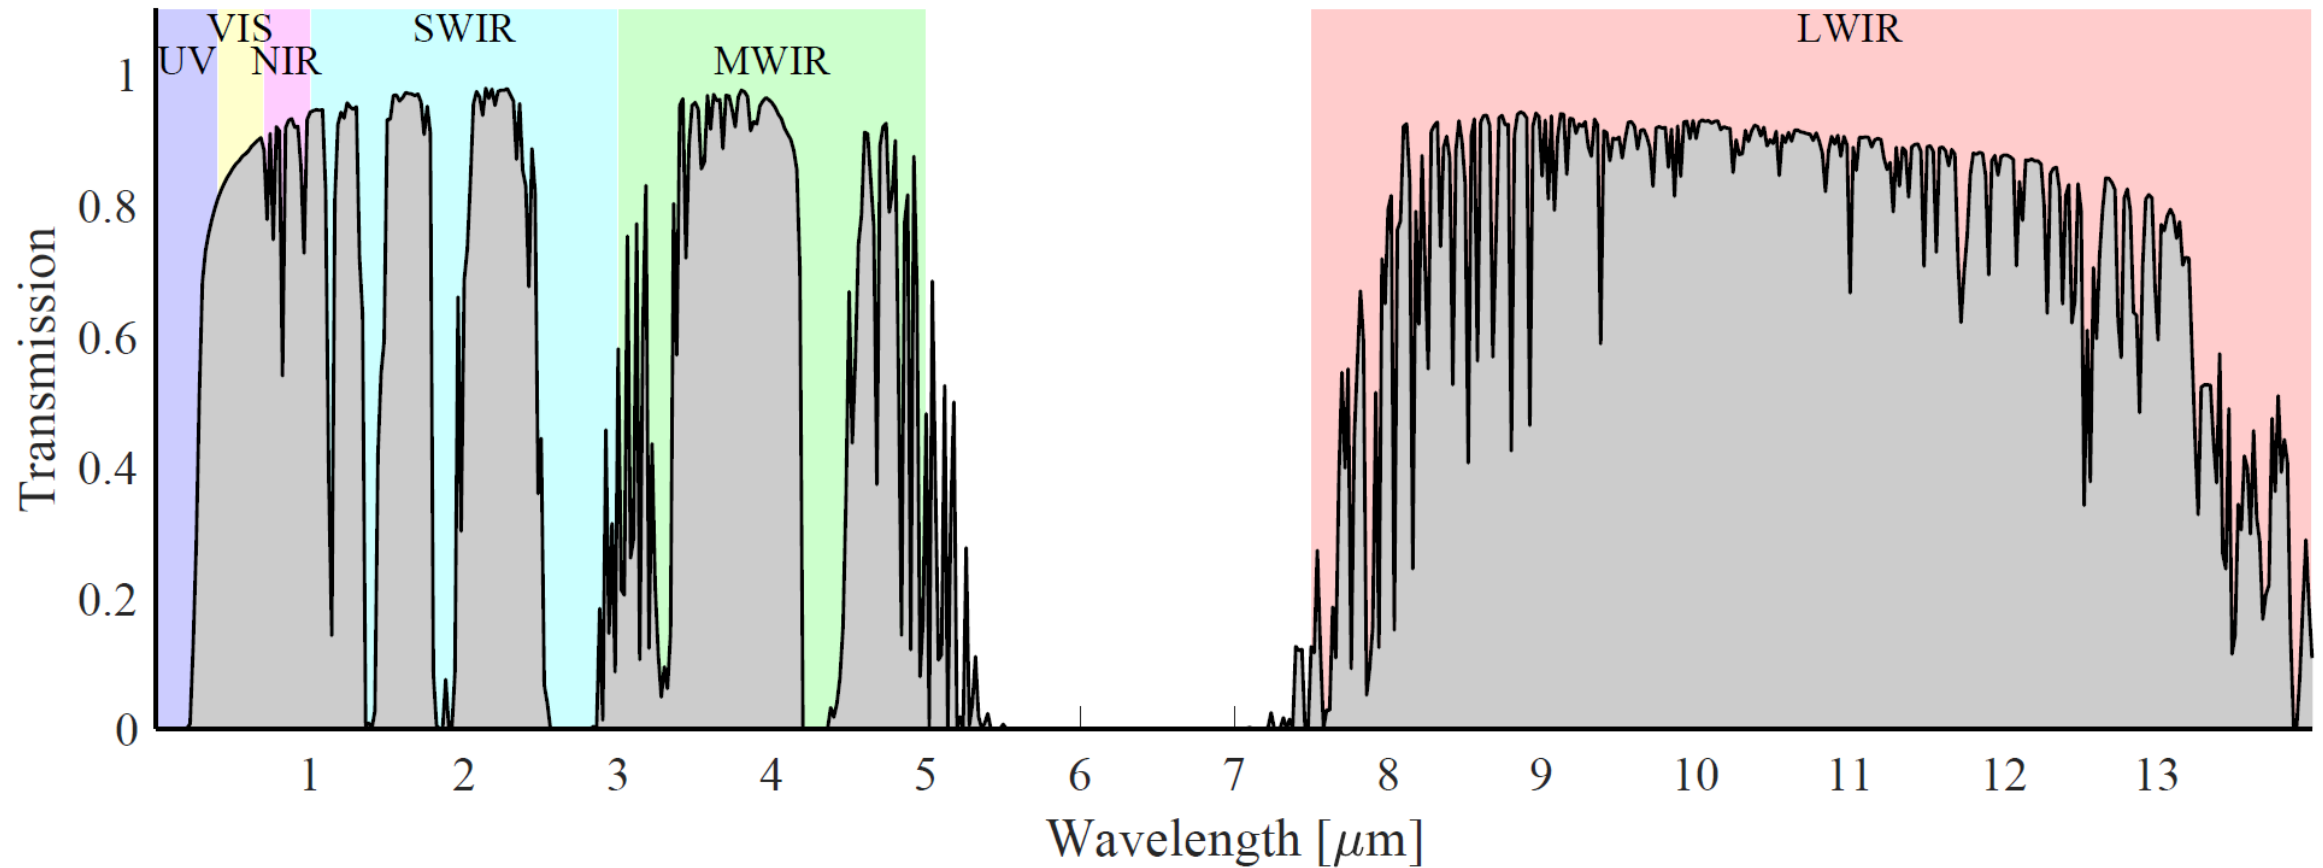 VIS
SWIR
LWIR
UV
NIR
MWIR
1
0.8
0.6
0.4
0.2
0
Transmission
1 2 3 4 5 6 7 8 9 10 11 12 13
Wavelength [μm]